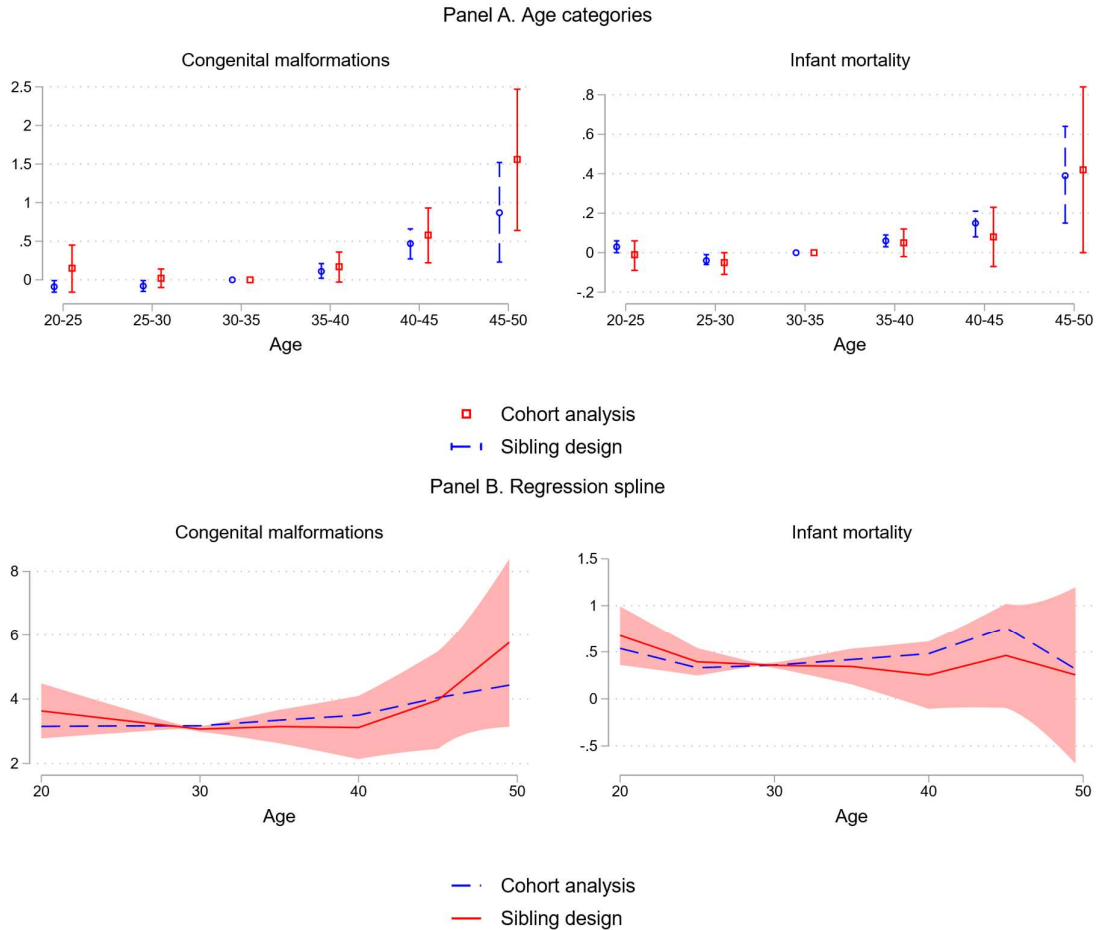 Panel A. Age categories
Congenital malformations
Infant mortality
2.5
2
1.5
1
.5
0
20-25 25-30 30-35 35-40 40-45 45-50
Age
.8
.6
.4
.2
0
-.2
20-25 25-30 30-35 35-40 40-45 45-50
Age
Cohort analysis
Sibling design
Panel B. Regression spline
Congenital malformations
Infant mortality
8
6
4
2
20 30 40 50
Age
1.5
1
.5
0
-.5
20 30 40 50
Age
Cohort analysis
Sibling design